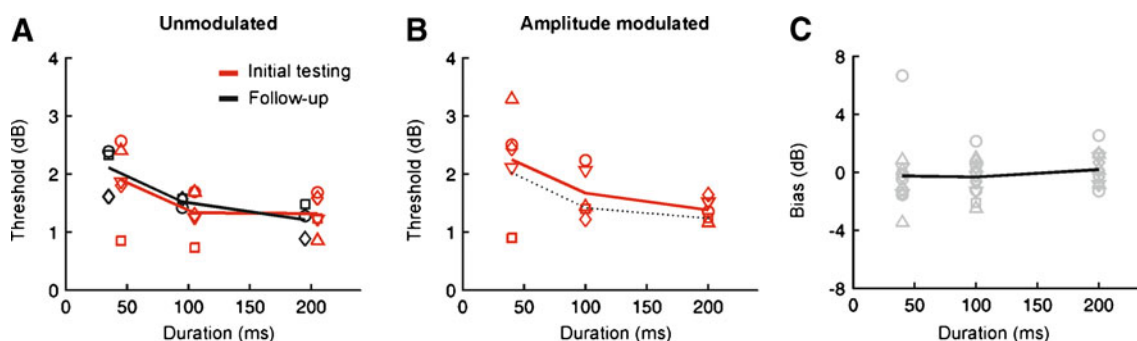 A
Unmodulated
Threshold (dB)
4
3
2
1
0
0
50
100
150
200
Duration (ms)
Initial testing
Follow-up
B
Amplitude modulated
Threshold (dB)
4
3
2
1
0
0
50
100
150
200
Duration (ms)
C
Bias (dB)
8
4
0
-4
-8
0
50
100
150
200
Duration (ms)